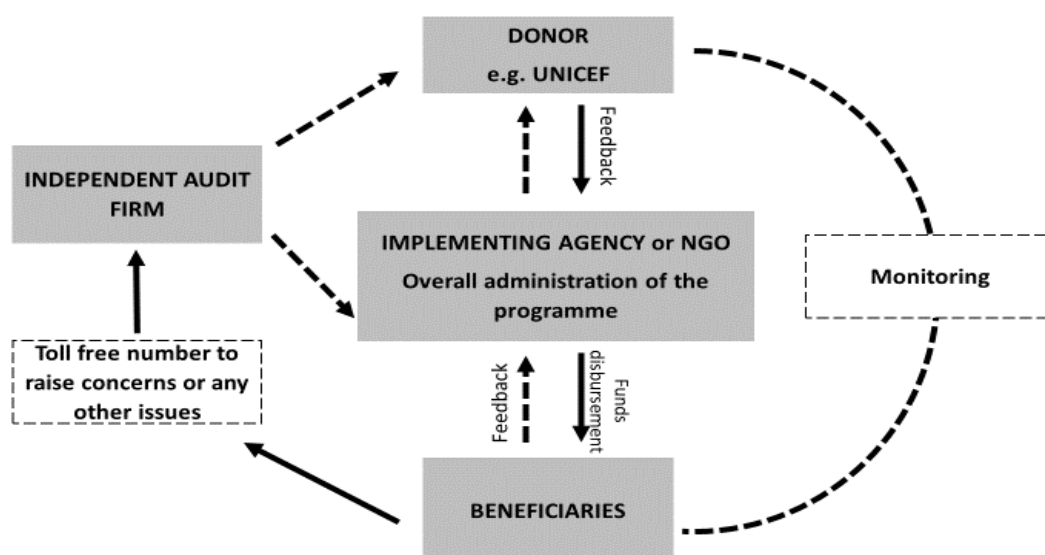 DONOR
e.g. UNICEF
Feedback
INDEPENDENT AUDIT
FIRM
IMPLEMENTING AGENCY or NGO
Overall administration of the
programme
Monitoring
Toll free number to
raise concerns or any
other issues
Feedback
Funds
disbursement
BENEFICIARIES